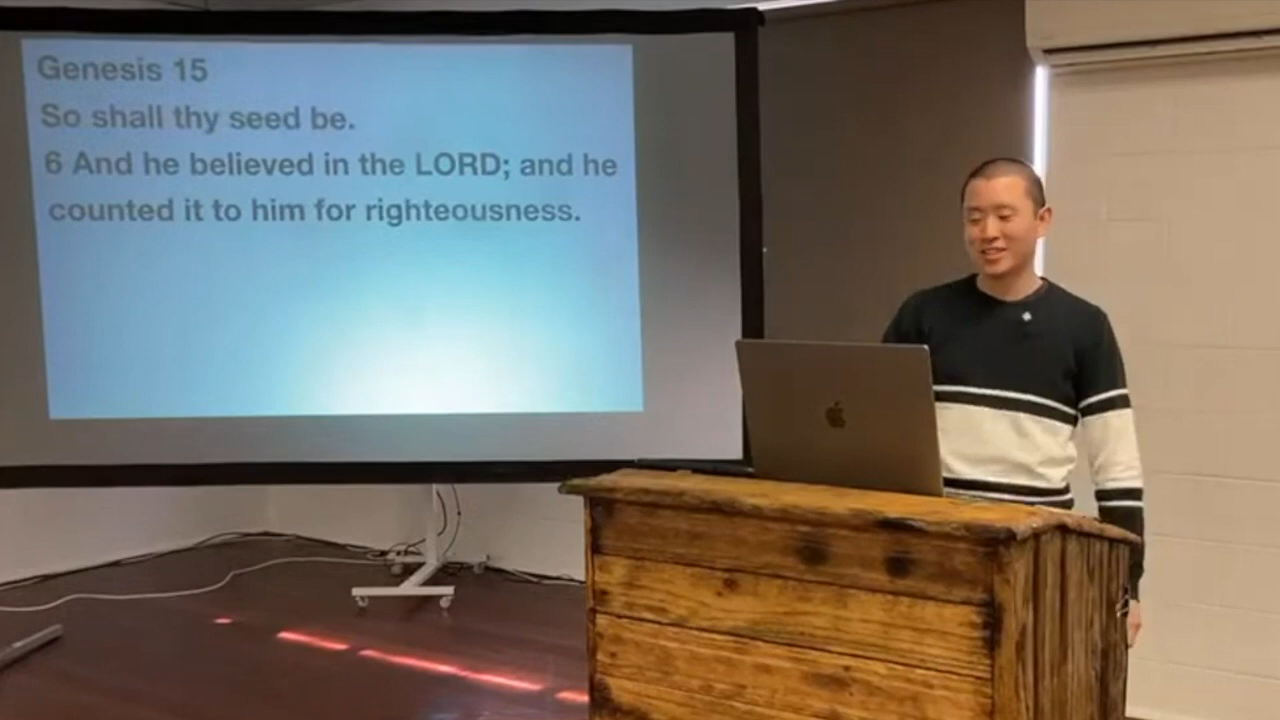 Genesis 15
So shall thy seed be.
6 And he believed in the LORD; and he
counted it to him for righteousness.